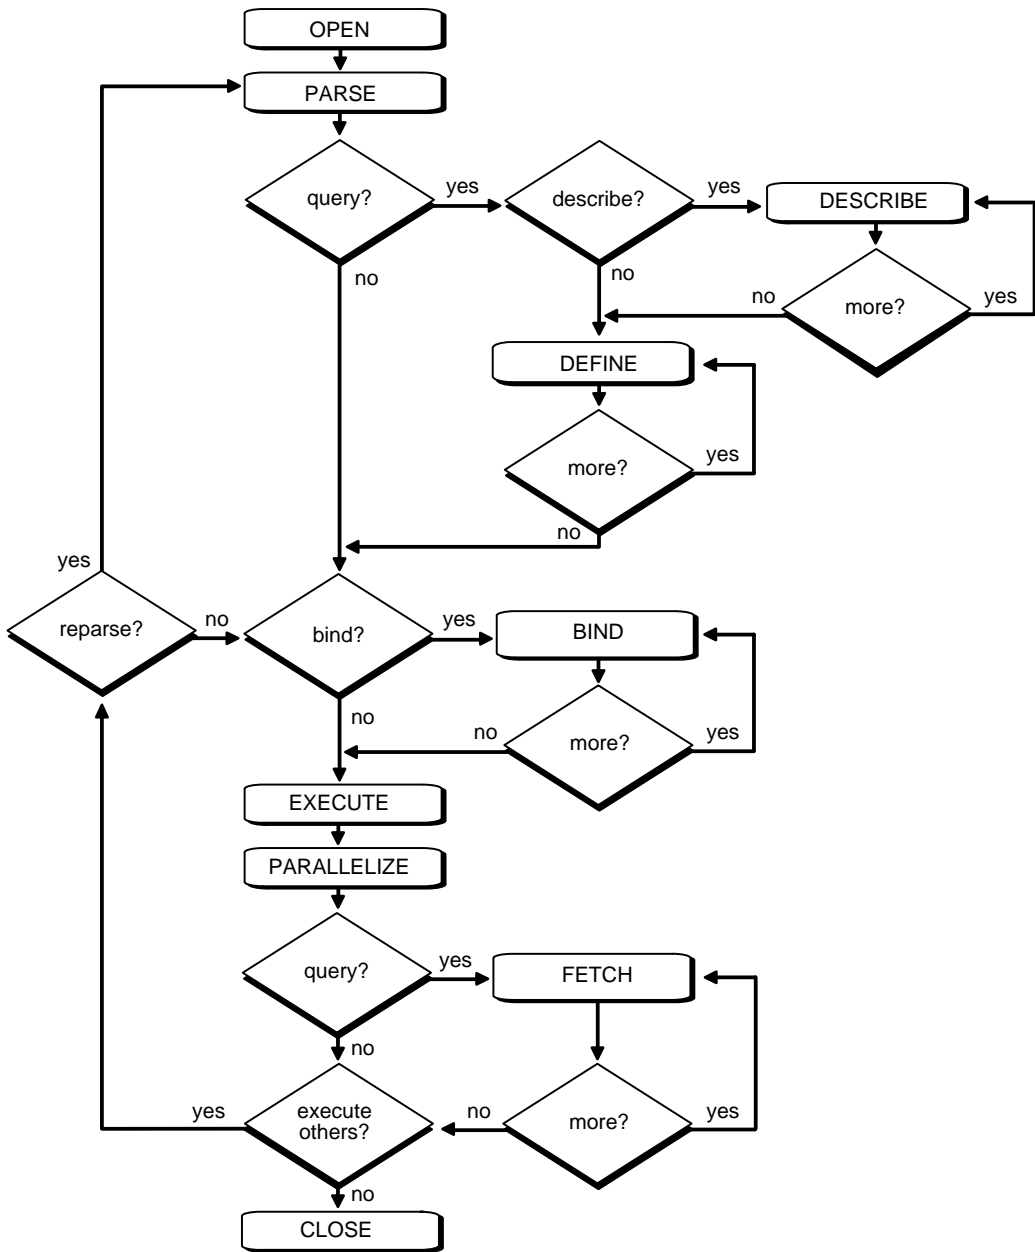 OPEN
PARSE
query?
yes
describe?
yes
DESCRIBE
no
no
no
more?
yes
DEFINE
more?
yes
no
yes
reparse?
no
bind?
yes
BIND
no
no
more?
yes
EXECUTE
PARALLELIZE
query?
yes
FETCH
no
yes
execute
others?
no
more?
yes
no
CLOSE